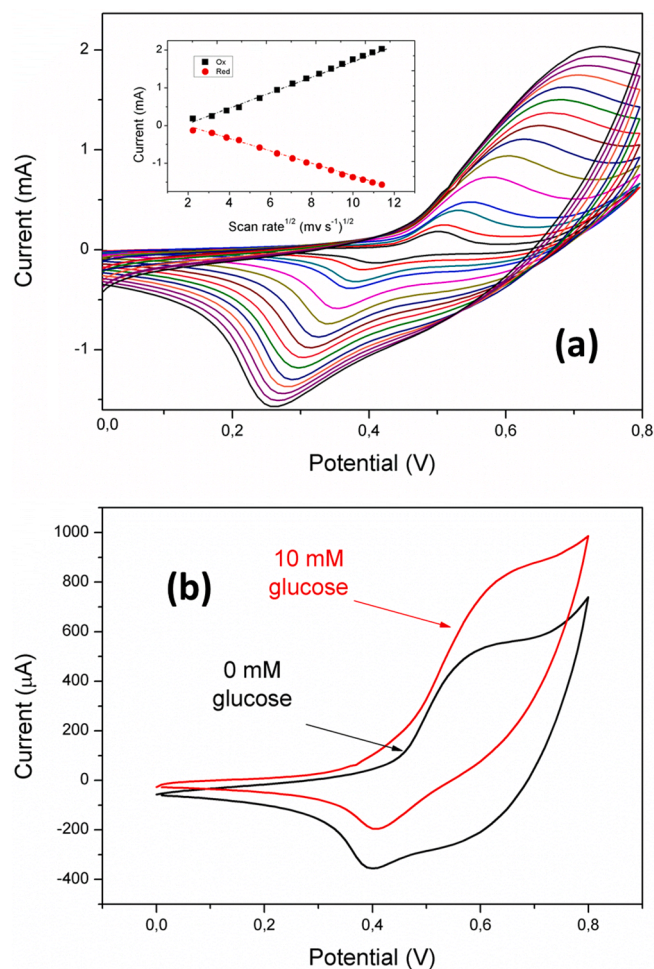 2
1
0
-1
Current (mA)
0,0
0,2
0,4
0,6
0,8
Potential (V)
(a)
2
1
0
-1
Current (mA)
Ox
Red
2
4
6
8
10
12
Scan rate1/2 (mv s-1)1/2
1000
800
600
400
200
0
-200
-400
Current (µA)
(b)
10 mM
glucose
0 mM
glucose
0,0
0,2
0,4
0,6
0,8
Potential (V)